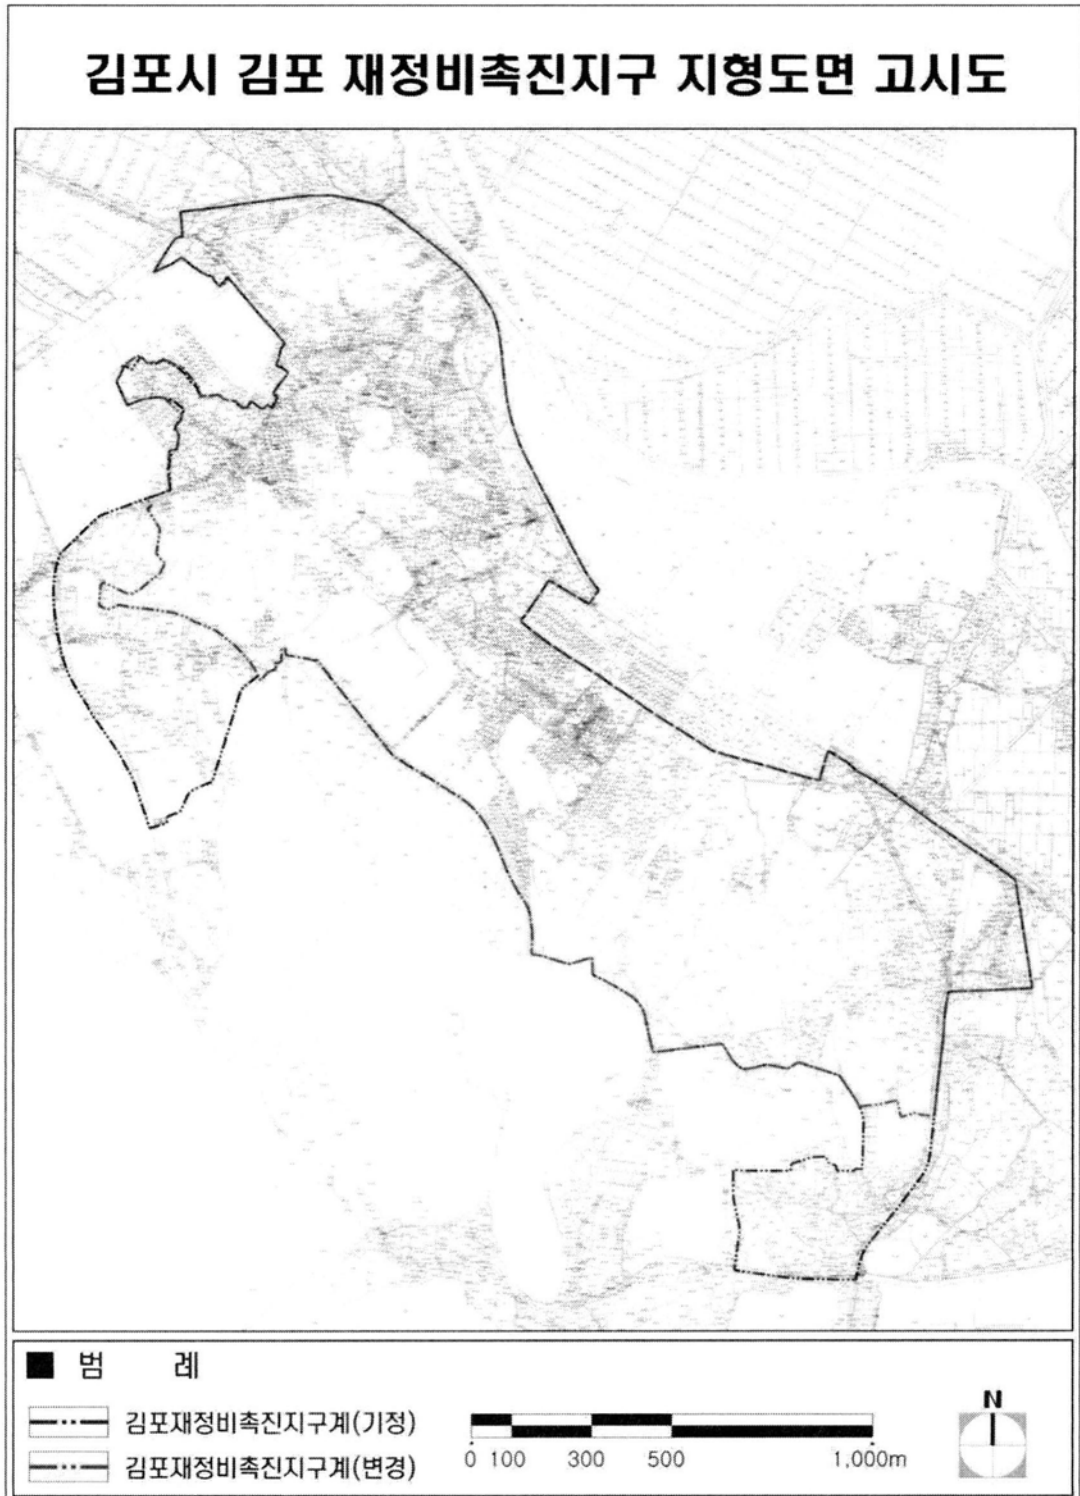 김포시 김포 재정비촉진지구 지형도면 고시도
■ 범 례
김포재정비촉진지구계(기정)
김포재정비촉진지구계(변경)
0 100 300 500 1,000m
N